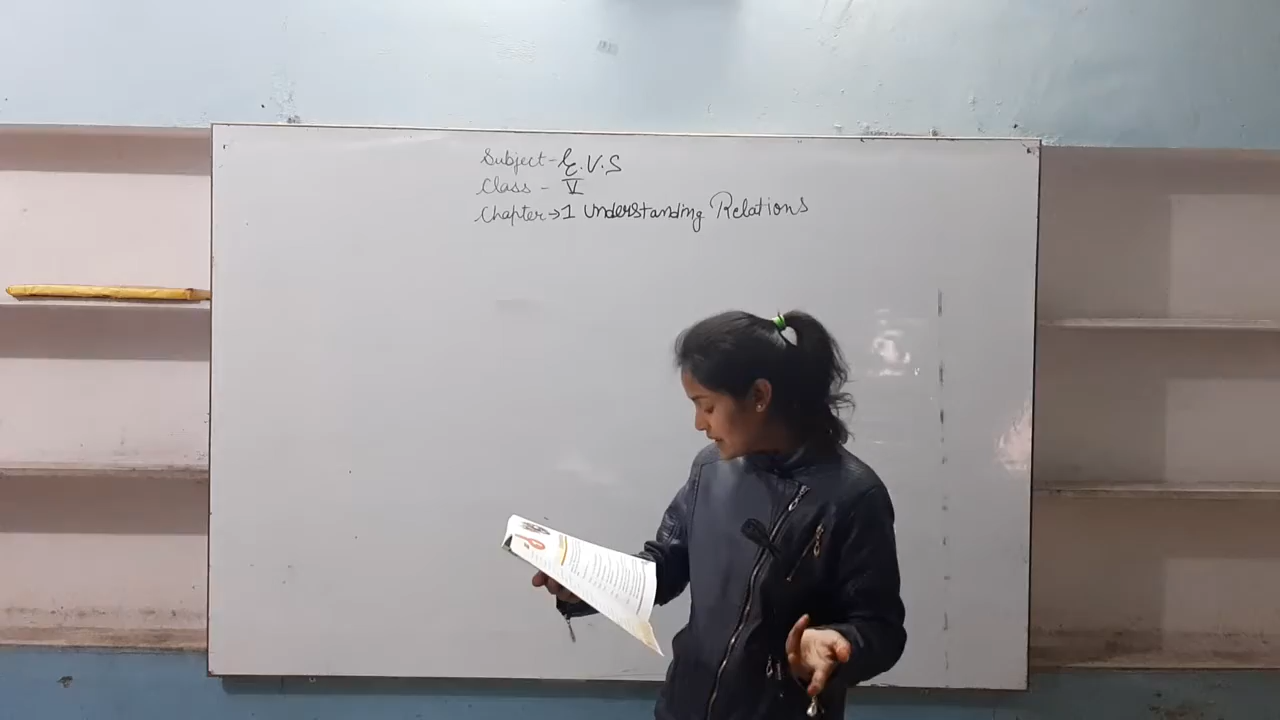 Subject-E.V.S
Class - V
Chapter→1 Understanding Relations